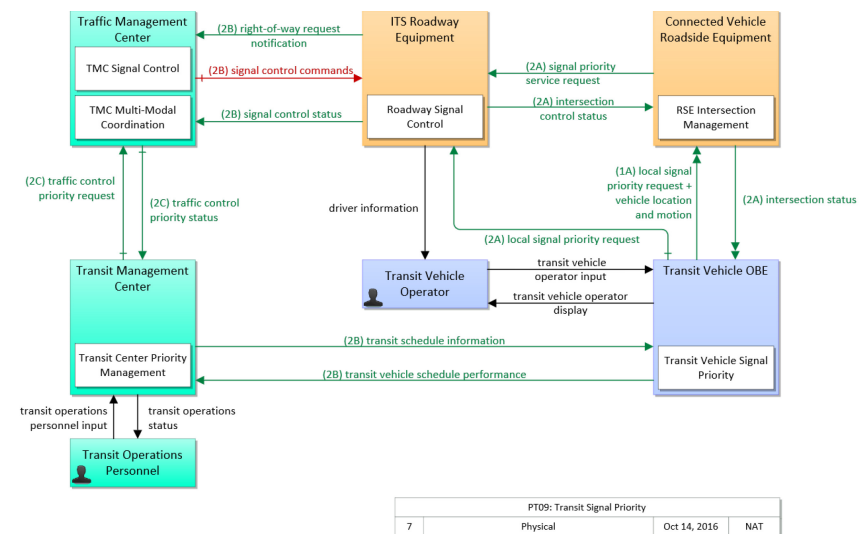 Traffic Management
Center
TMC Signal Control
TMC Multi-Modal
Coordination
(2B) right-of-way request
notification
(2B) signal control commands
(2B) signal control status
ITS Roadway
Equipment
Roadway Signal
Control
(2A) signal priority
service request
(2A) intersection
control status
Connected Vehicle
Roadside Equipment
RSE Intersection
Management
(2C) traffic control
priority request
(2C) traffic control
priority status
driver information
(2A) local signal priority request
(1A) local signal
priority request +
vehicle location
and motion
(2A) intersection status
Transit Management
Center
Transit Center Priority
Management
Transit Vehicle
Operator
transit vehicle
operator input
transit vehicle operator
display
Transit Vehicle OBE
Transit Vehicle Signal
Priority
(2B) transit schedule information
(2B) transit vehicle schedule performance
transit operations
personnel input
transit operations
status
Transit Operations
Personnel
PT09: Transit Signal Priority
7 Physical Oct 14, 2016 NAT